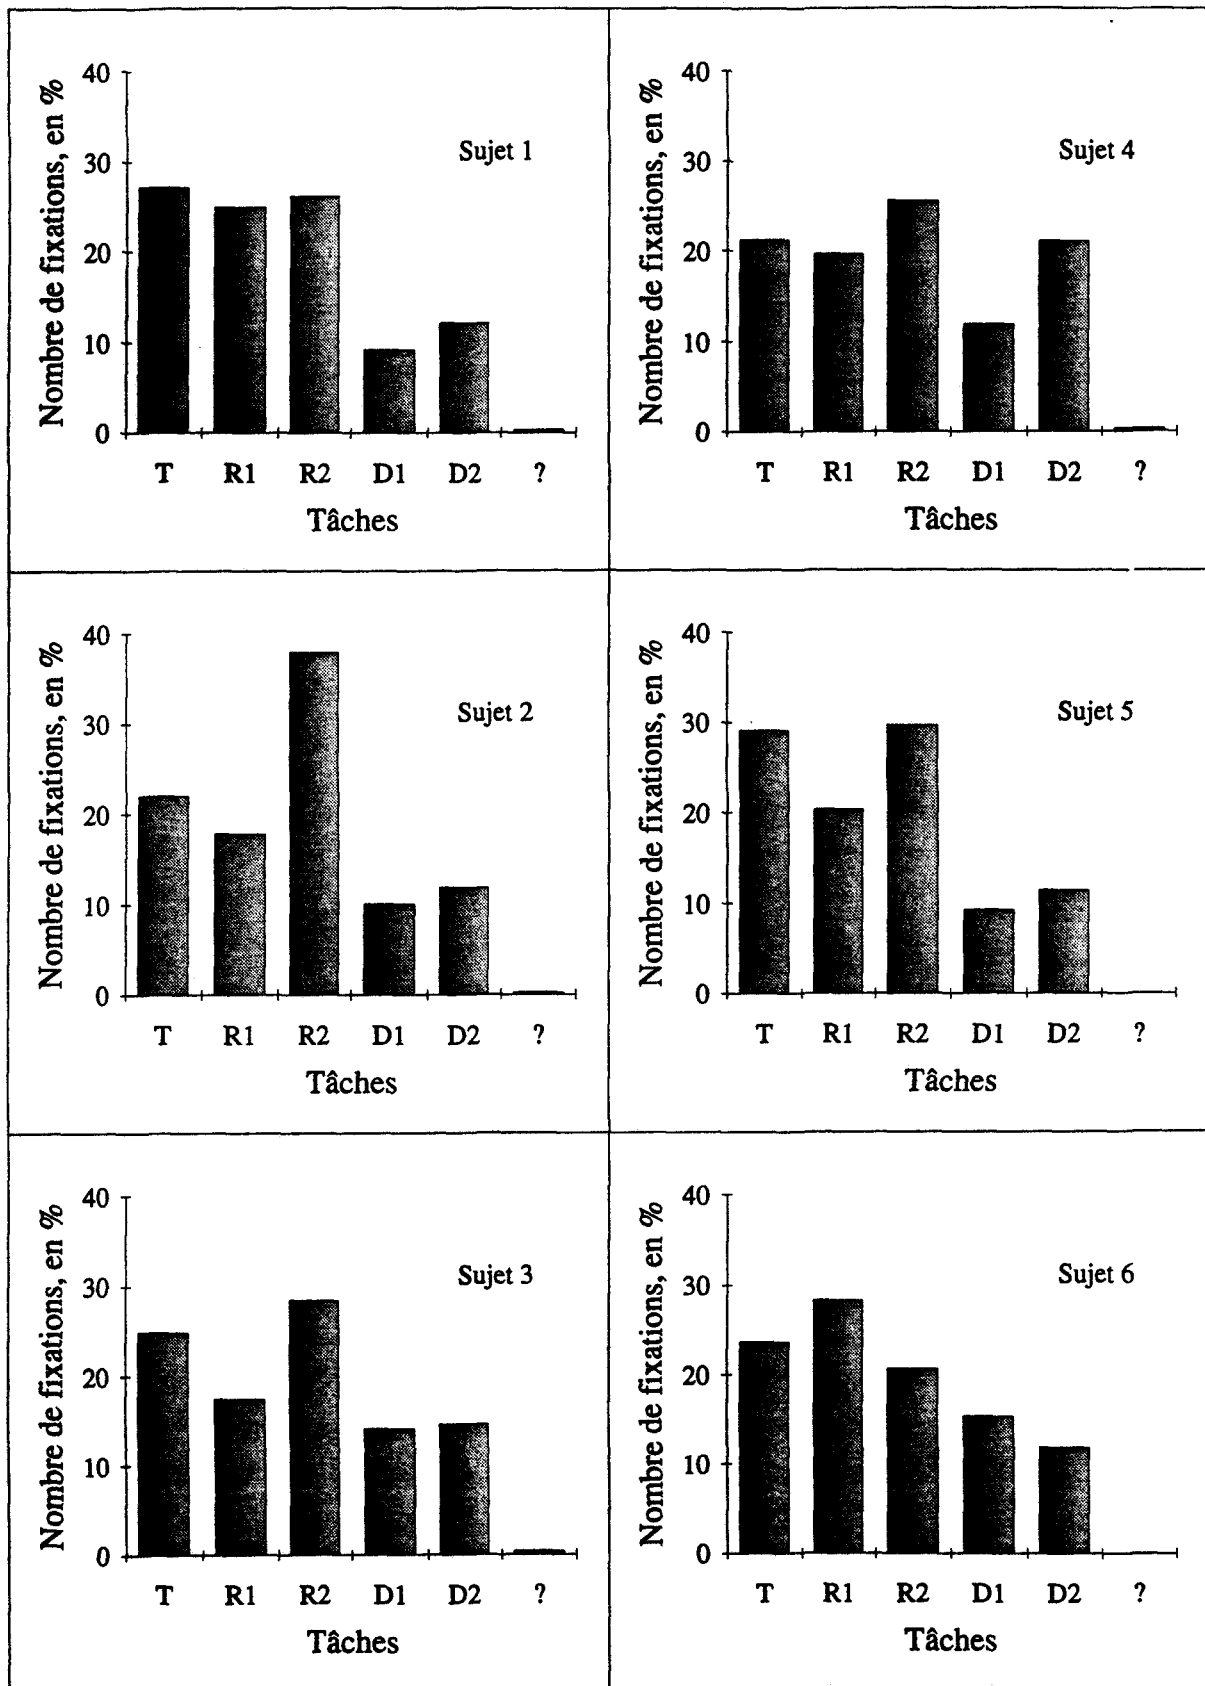 Nombre de fixations, en %
40
30
20
10
0
Sujet 1
T R1 R2 D1 D2 ?
Tâches
Nombre de fixations, en %
40
30
20
10
0
Sujet 4
T R1 R2 D1 D2 ?
Tâches
Nombre de fixations, en %
40
30
20
10
0
Sujet 2
T R1 R2 D1 D2 ?
Tâches
Nombre de fixations, en %
40
30
20
10
0
Sujet 5
T R1 R2 D1 D2 ?
Tâches
Nombre de fixations, en %
40
30
20
10
0
Sujet 3
T R1 R2 D1 D2 ?
Tâches
Nombre de fixations, en %
40
30
20
10
0
Sujet 6
T R1 R2 D1 D2 ?
Tâches